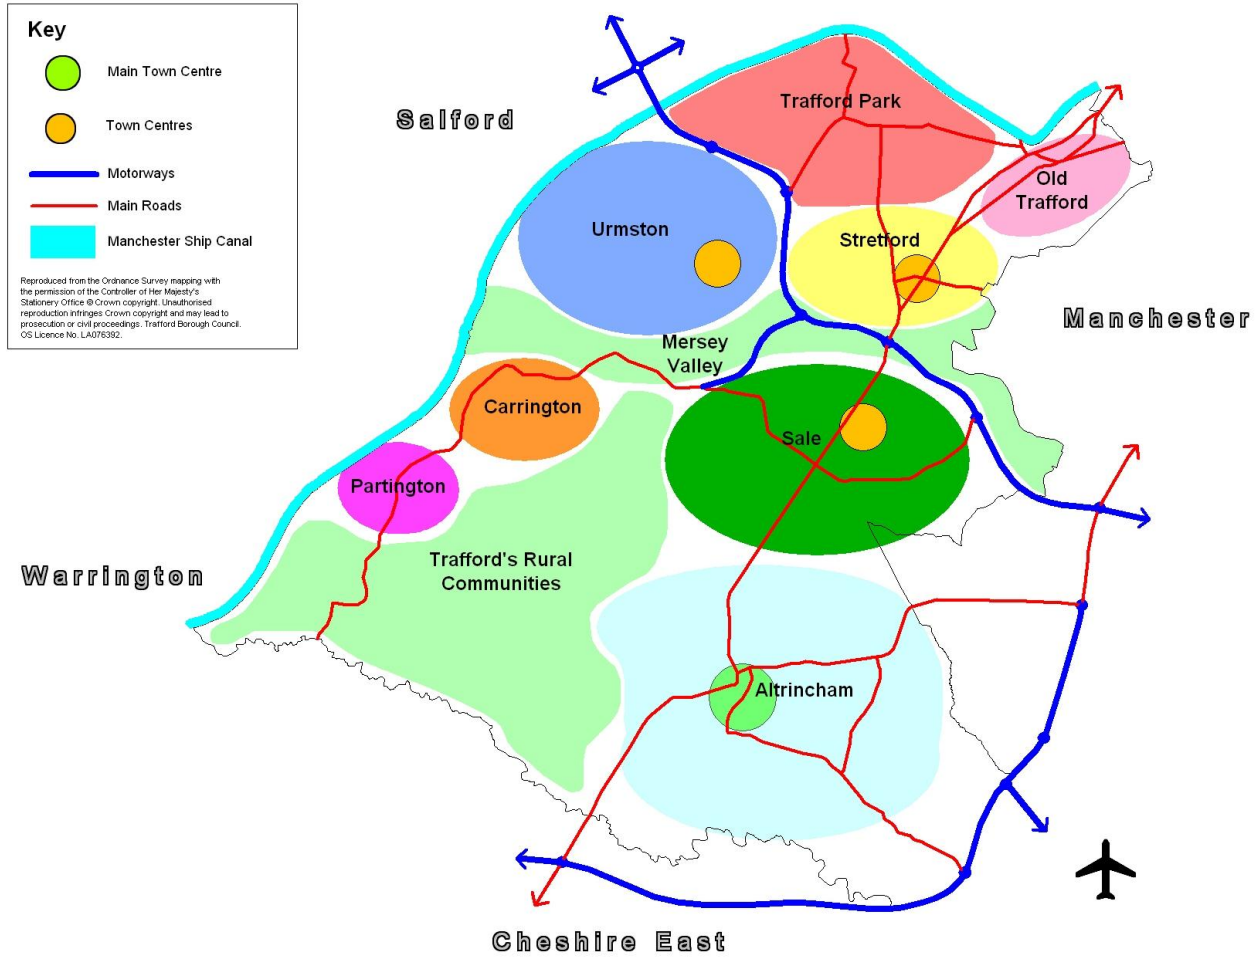 Key
Main Town Centre
Town Centres
Motorways
Main Roads
Manchester Ship Canal
Reproduced from the Ordnance Survey mapping with
the permission of the Controller of Her Majesty's
Stationery Office © Crown copyright. Unauthorised
reproduction infringes Crown copyright and may lead to
prosecution or civil proceedings. Trafford Borough Council.
OS Licence No. LA076392.
Salford
Trafford Park
Old
Trafford
Urmston
Stretford
Manchester
Mersey
Valley
Carrington
Sale
Partington
Trafford's Rural
Communities
Warrington
Altrincham
Cheshire East